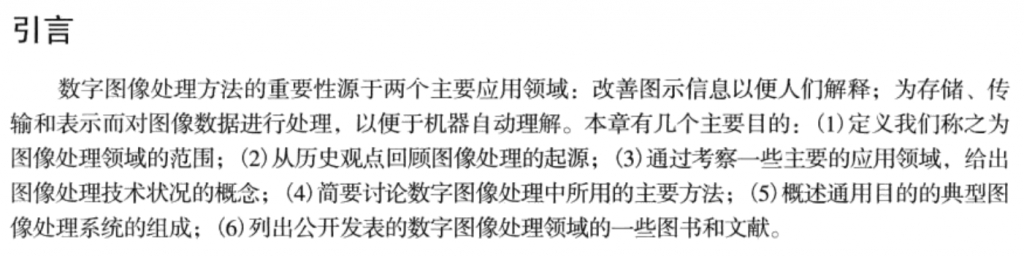 引言
数字图像处理方法的重要性源于两个主要应用领域：改善图示信息以便人们解释；为存储、传
输和表示而对图像数据进行处理，以便于机器自动理解。本章有几个主要目的：(1)定义我们称之为
图像处理领域的范围；(2)从历史观点回顾图像处理的起源；(3)通过考察一些主要的应用领域，给出
图像处理技术状况的概念；(4)简要讨论数字图像处理中所用的主要方法；(5)概述通用目的的典型图
像处理系统的组成；(6)列出公开发表的数字图像处理领域的一些图书和文献。